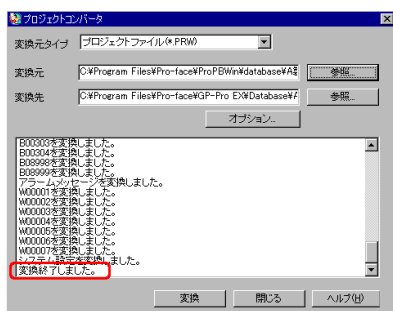 プロジェクトコンバータ
変換元タイプ プロジェクトファイル(*.PRW)
変換元 C:¥Program Files¥Pro-face¥ProPBWin¥database¥A 参照...
変換先 C:¥Program Files¥Pro-face¥GP-Pro EX¥Database¥ 参照...
オプション...
B00303を変換しました。
B00304を変換しました。
B08998を変換しました。
B08999を変換しました。
アラームメッセージを変換しました。
W00001を変換しました。
W00002を変換しました。
W00003を変換しました。
W00004を変換しました。
W00005を変換しました。
W00006を変換しました。
W00007を変換しました。
システム設定を変換しました。
変換終了しました。
変換 閉じる ヘルプ(H)